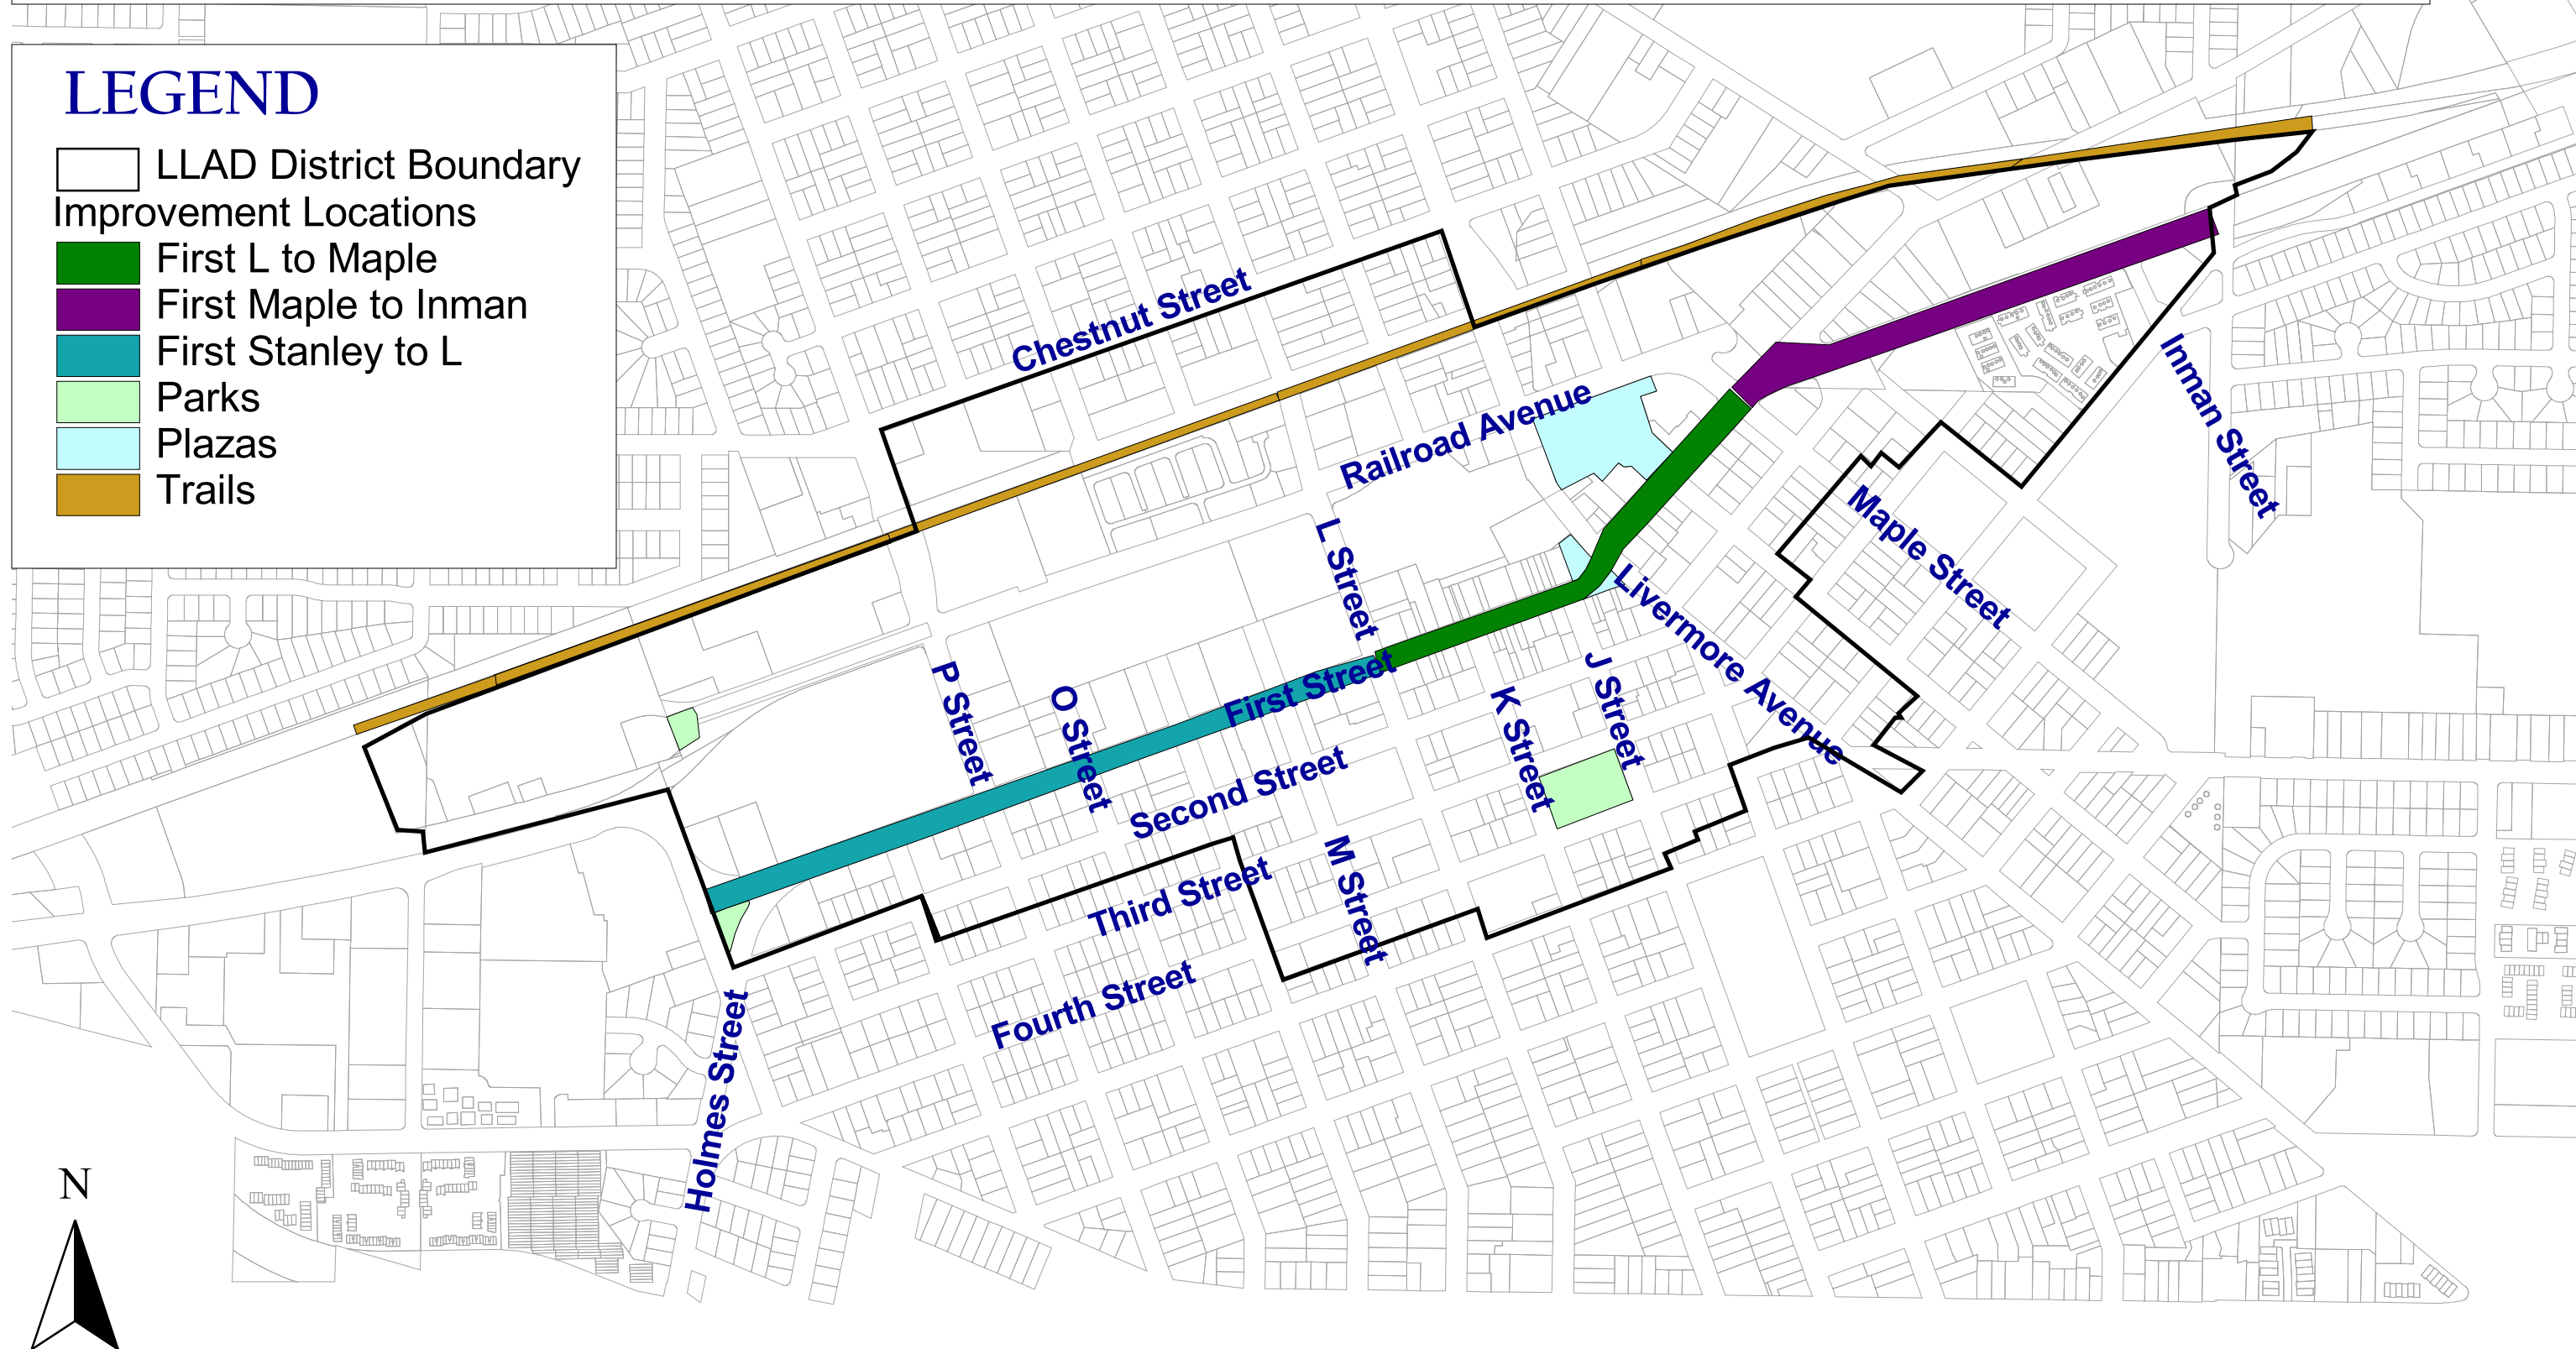 LEGEND
LLAD District Boundary
Improvement Locations
First L to Maple
First Maple to Inman
First Stanley to L
Parks
Plazas
Trails
Chestnut Street
Railroad Avenue
Inman Street
Maple Street
L Street
Livermore Avenue
First Street
P Street
O Street
K Street
J Street
Second Street
M Street
Third Street
Fourth Street
Holmes Street
N